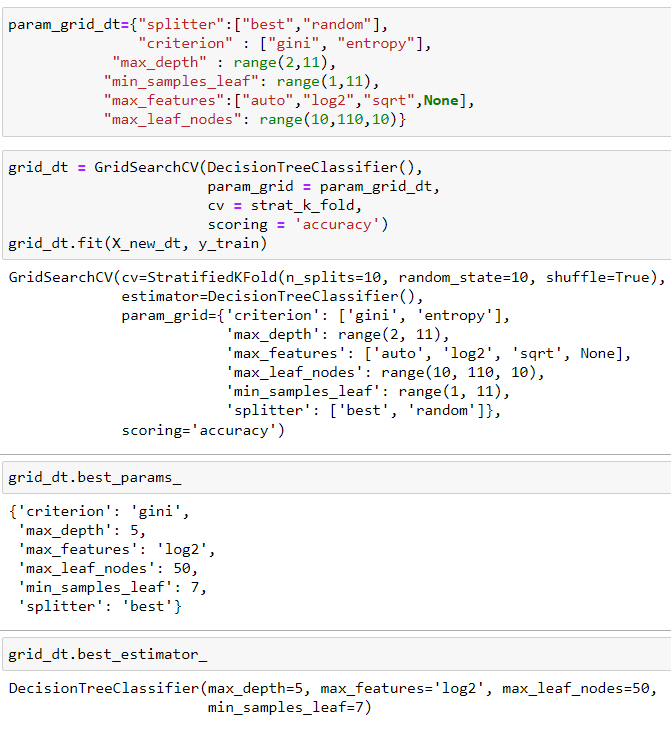 param_grid_dt={"splitter":["best","random"],
"criterion" : ["gini", "entropy"],
"max_depth" : range(2,11),
"min_samples_leaf": range(1,11),
"max_features":["auto","log2","sqrt",None],
"max_leaf_nodes": range(10,110,10)}
grid_dt = GridSearchCV(DecisionTreeClassifier(),
param_grid = param_grid_dt,
cv = strat_k_fold,
scoring = 'accuracy')
grid_dt.fit(X_new_dt, y_train)
GridSearchCV(cv=StratifiedKFold(n_splits=10, random_state=10, shuffle=True),
estimator=DecisionTreeClassifier(),
param_grid={'criterion': ['gini', 'entropy'],
'max_depth': range(2, 11),
'max_features': ['auto', 'log2', 'sqrt', None],
'max_leaf_nodes': range(10, 110, 10),
'min_samples_leaf': range(1, 11),
'splitter': ['best', 'random']},
scoring='accuracy')
grid_dt.best_params_
{'criterion': 'gini',
'max_depth': 5,
'max_features': 'log2',
'max_leaf_nodes': 50,
'min_samples_leaf': 7,
'splitter': 'best'}
grid_dt.best_estimator_
DecisionTreeClassifier(max_depth=5, max_features='log2', max_leaf_nodes=50,
min_samples_leaf=7)